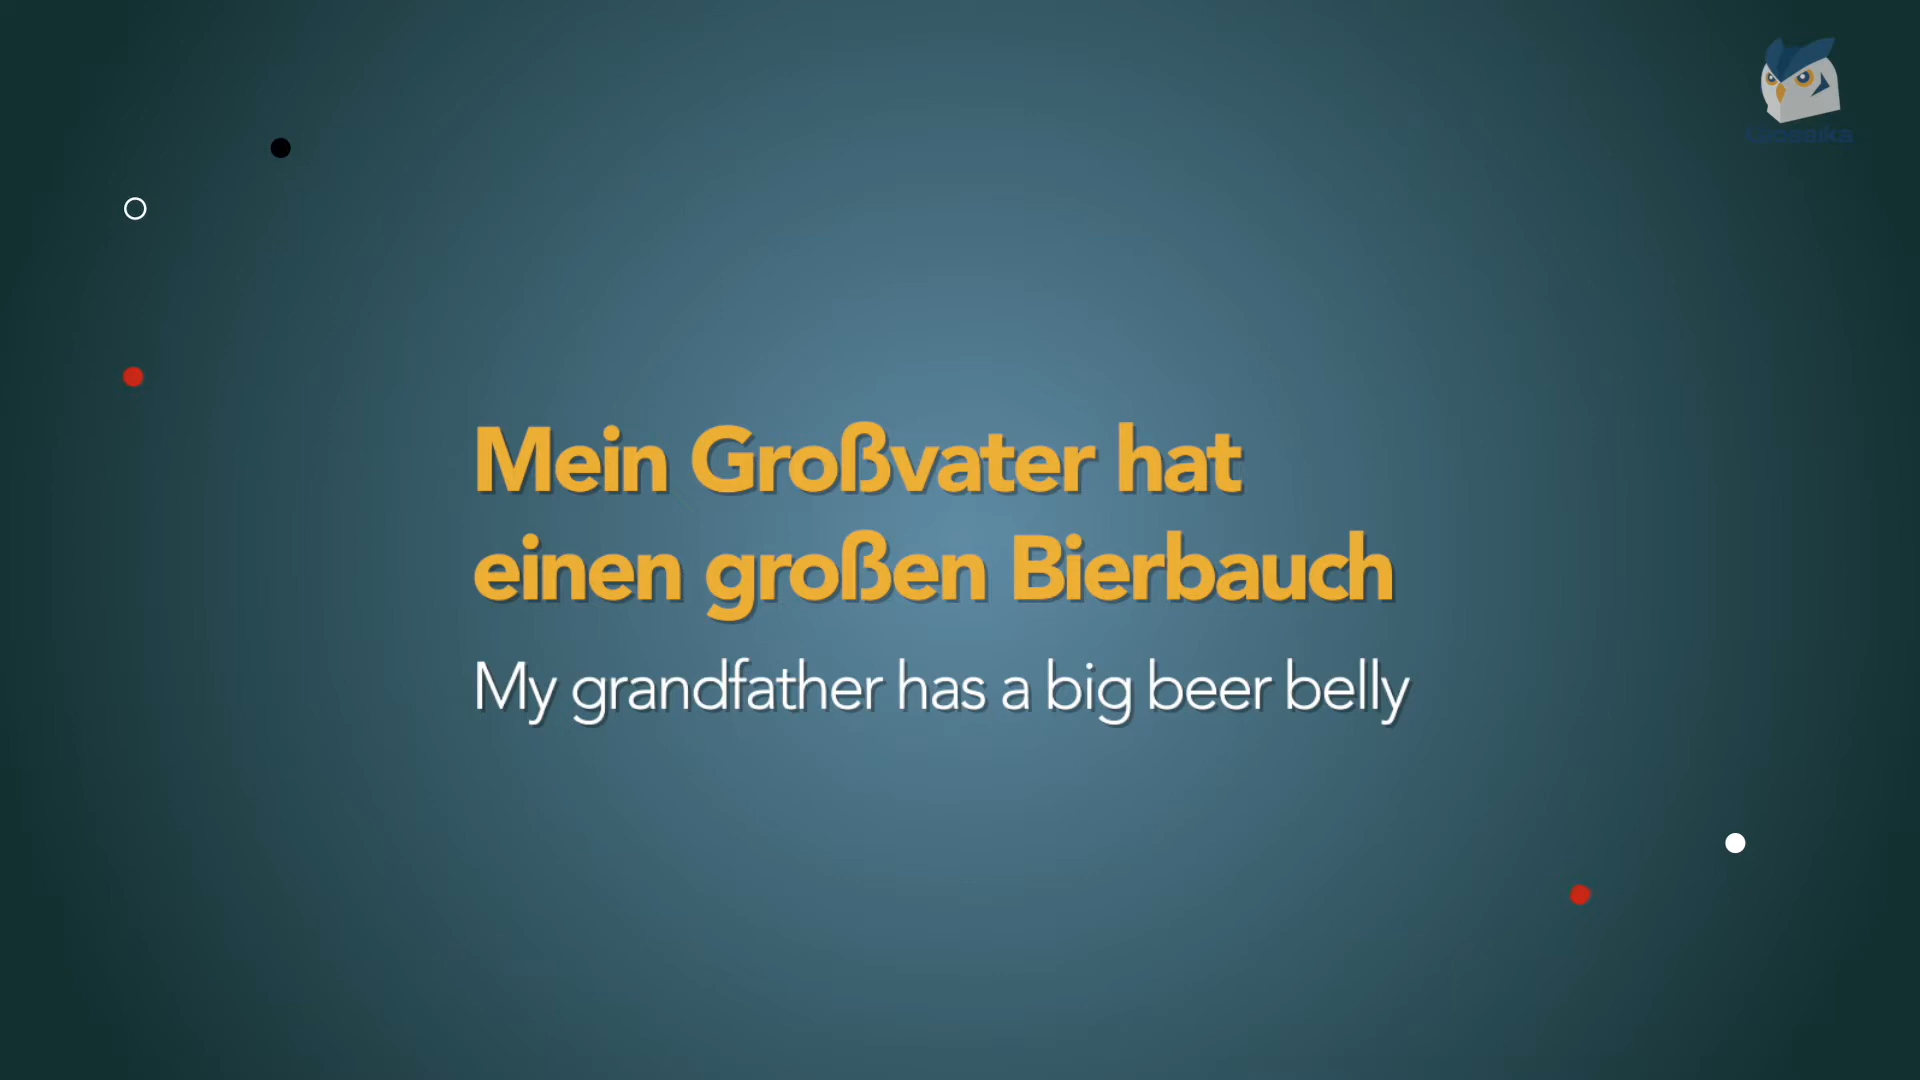 Mein Großvater hat
einen großen Bierbauch
My grandfather has a big beer belly